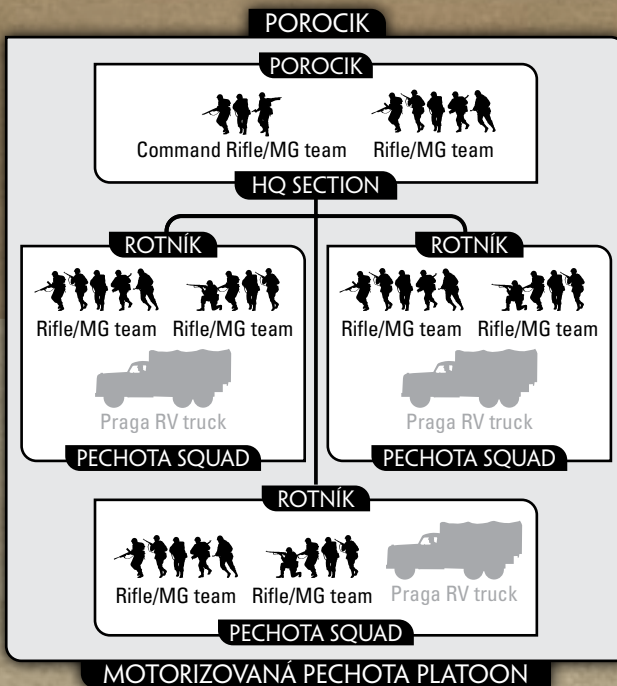 POROCIK
POROCIK
Command Rifle/MG team Rifle/MG team
HQ SECTION
ROTNÍK
Rifle/MG team Rifle/MG team
Praga RV truck
PECHOTA SQUAD
ROTNÍK
Rifle/MG team Rifle/MG team
Praga RV truck
PECHOTA SQUAD
ROTNÍK
Rifle/MG team Rifle/MG team Praga RV truck
PECHOTA SQUAD
MOTORIZOVANÁ PECHOTA PLATOON